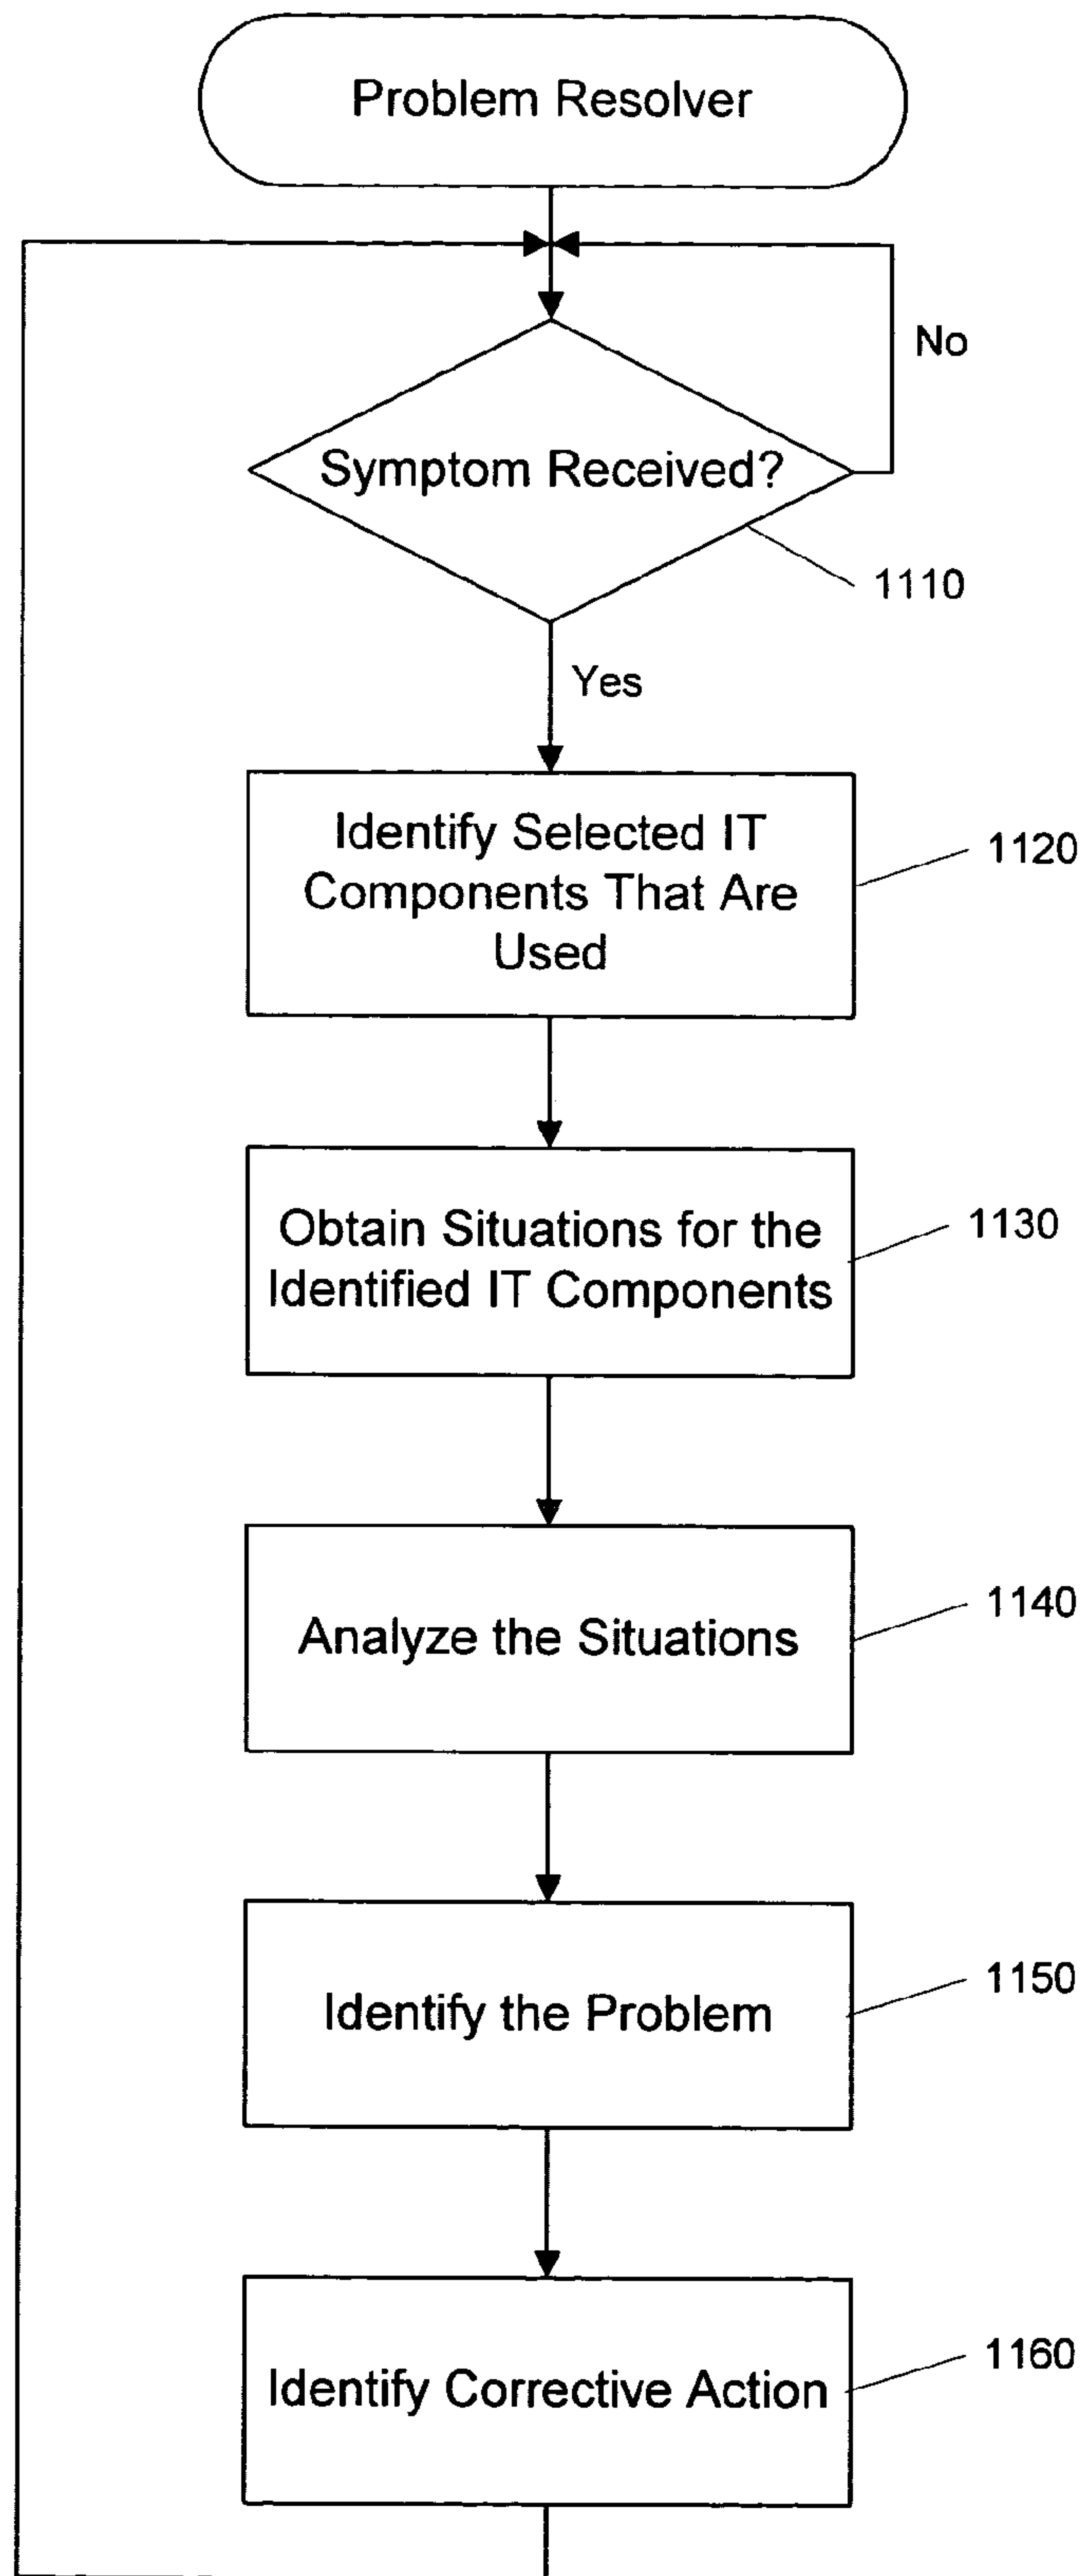 Problem Resolver
No
Symptom Received?
1110
Yes
Identify Selected IT
Components That Are
Used
1120
Obtain Situations for the
Identified IT Components
1130
Analyze the Situations
1140
Identify the Problem
1150
Identify Corrective Action
1160